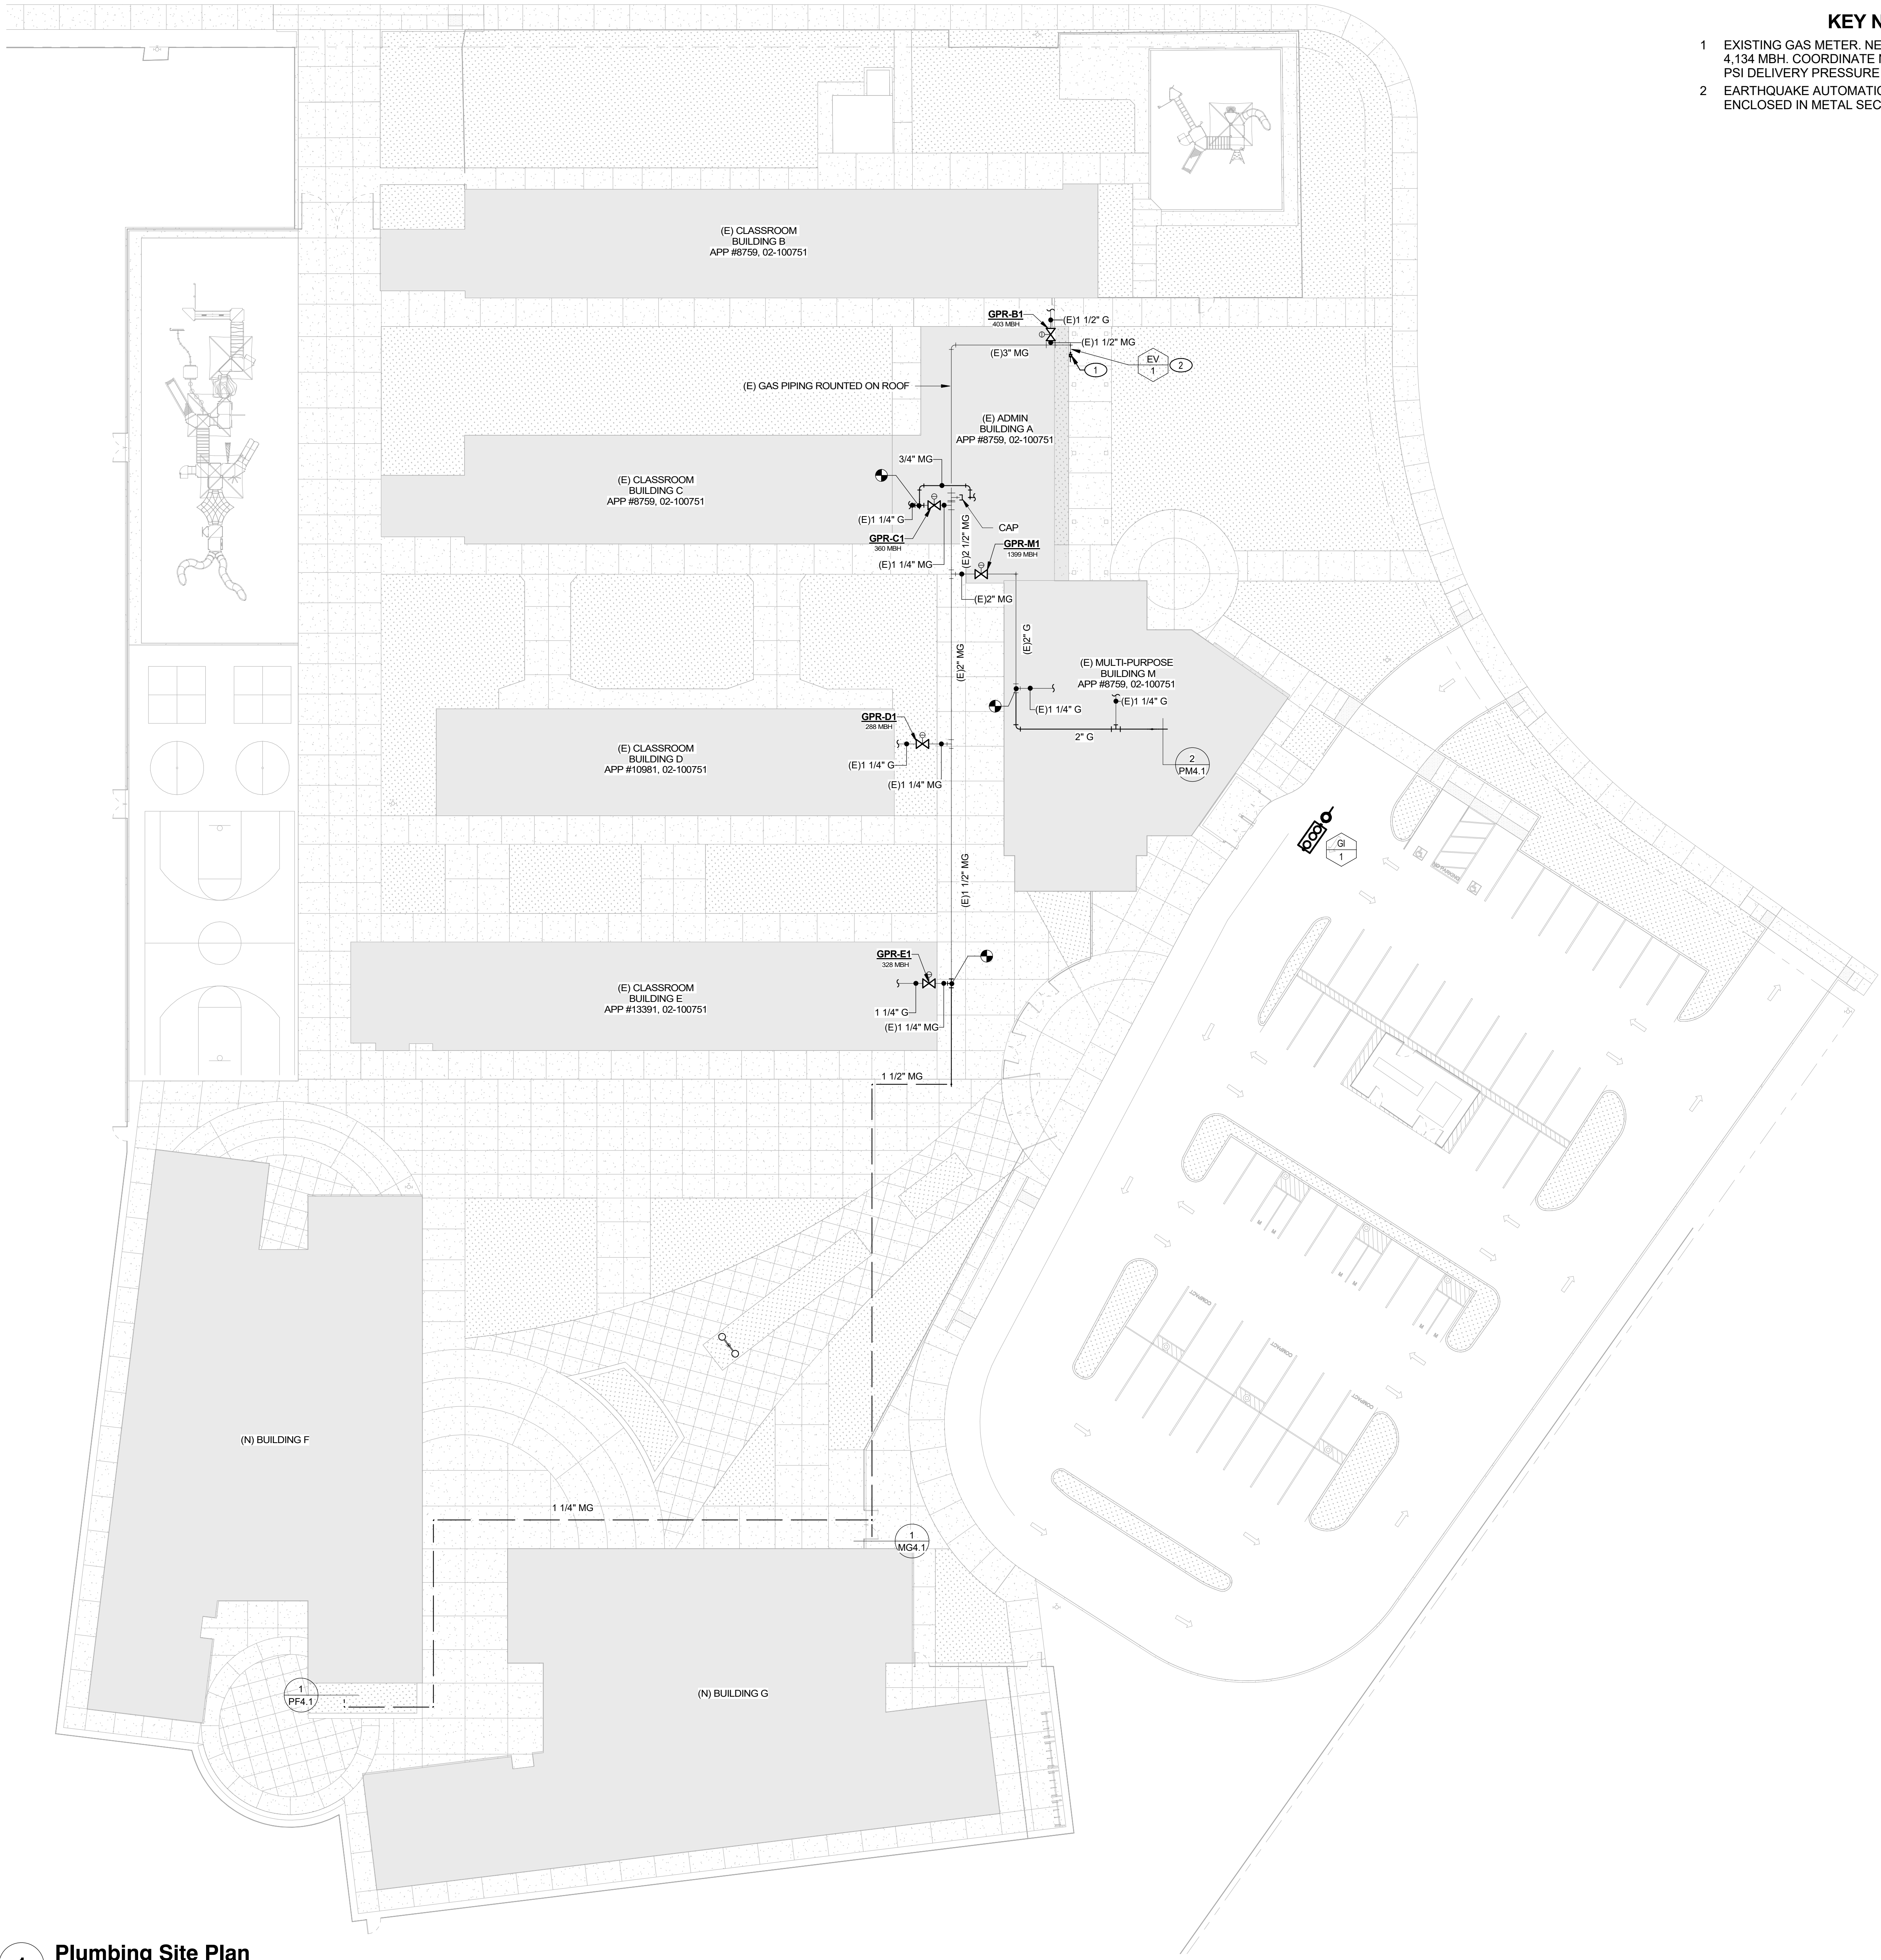 KEY N
1 EXISTING GAS METER. NE
4,134 MBH. COORDINATE
PSI DELIVERY PRESSURE
2 EARTHQUAKE AUTOMATI
ENCLOSED IN METAL SEC
(E) CLASSROOM
BUILDING B
APP #8759, 02-100751
GPR-B1
403 MBH
(E)1 1/2" G
(E)1 1/2" MG
(E)3" MG
EV
1
2
1
(E) GAS PIPING ROUNTED ON ROOF
(E) ADMIN
BUILDING A
APP #8759, 02-100751
3/4" MG
(E) CLASSROOM
BUILDING C
APP #8759, 02-100751
(E)1 1/4" G
CAP
(E)2 1/2" MG
GPR-C1
360 MBH
GPR-M1
1399 MBH
(E)1 1/4" MG
(E)2" MG
(E)2" G
(E)2" MG
(E) MULTI-PURPOSE
BUILDING M
APP #8759, 02-100751
(E)1 1/4" G
(E)1 1/4" G
GPR-D1
288 MBH
2" G
(E) CLASSROOM
BUILDING D
APP #10981, 02-100751
(E)1 1/4" G
(E)1 1/4" MG
2
PM4.1
GI
1
NO PARKING
(E)1 1/2" MG
GPR-E1
328 MBH
(E) CLASSROOM
BUILDING E
APP #13391, 02-100751
1 1/4" G
(E)1 1/4" MG
1 1/2" MG
M
M
M
M
M
M
COMPACT
COMPACT
COMPACT
(N) BUILDING F
1 1/4" MG
1
MG4.1
1
PF4.1
(N) BUILDING G
Plumbing Site Plan